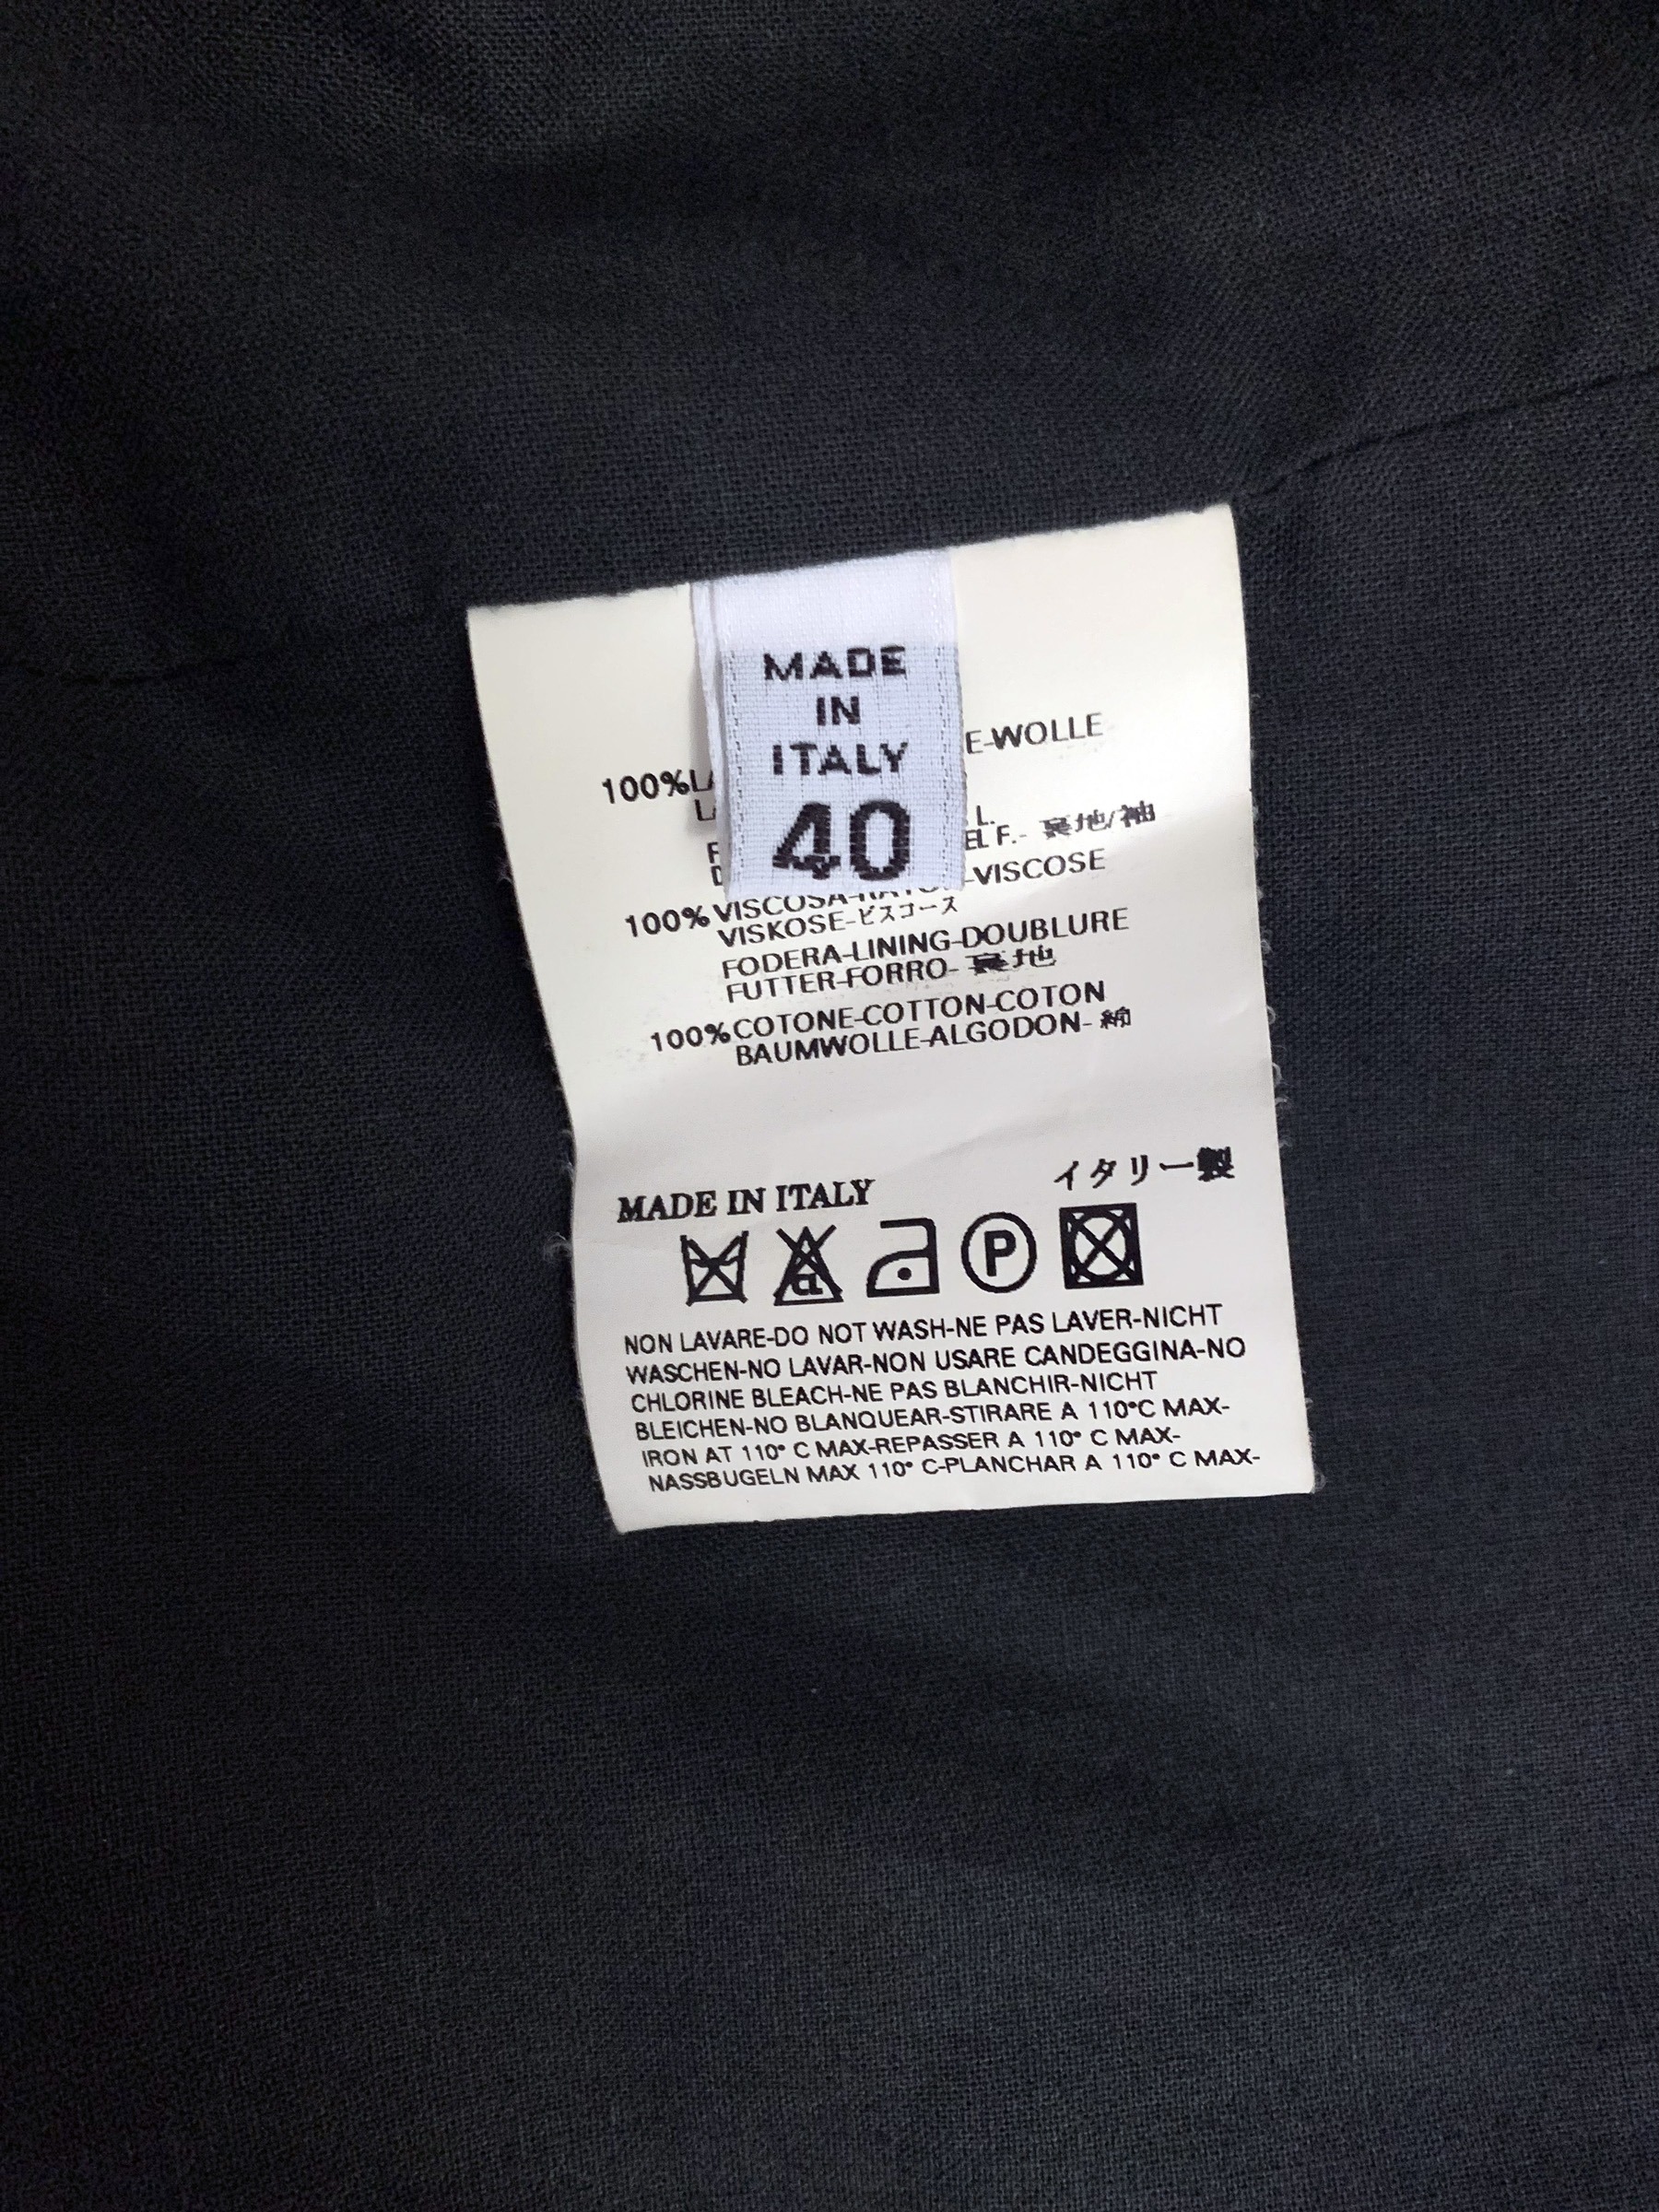 MADE
IN
ITALY
40
E-WOLLE
100%
L.
F.- 裏地/袖
-VISCOSE
100% VISCOSA-
VISKOSE-ビスコース
FODERA-LINING-DOUBLURE
FUTTER-FORRO- 裏地
100% COTONE-COTTON-COTON
BAUMWOLLE-ALGODON- 綿
MADE IN ITALY イタリー製
CL
P
NON LAVARE-DO NOT WASH-NE PAS LAVER-NICHT
WASCHEN-NO LAVAR-NON USARE CANDEGGINA-NO
CHLORINE BLEACH-NE PAS BLANCHIR-NICHT
BLEICHEN-NO BLANQUEAR-STIRARE A 110°C MAX-
IRON AT 110° C MAX-REPASSER A 110° C MAX-
NASSBUGELN MAX 110° C-PLANCHAR A 110° C MAX-